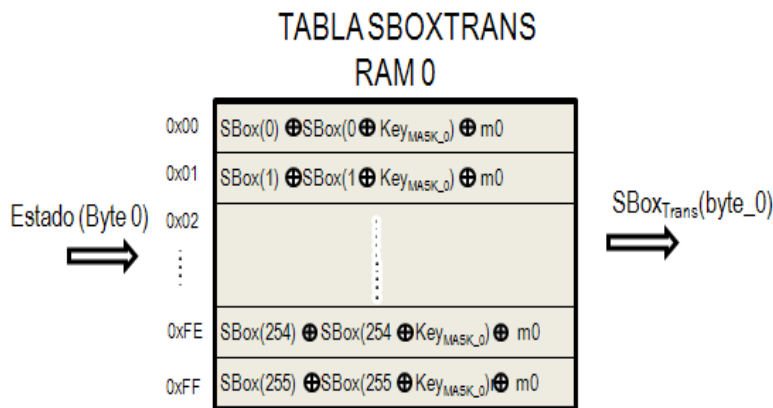 TABLA SBOXTRANS
RAM 0
0x00 SBox(0) ⊕SBox(0 ⊕ KeyMASK_0) ⊕ m0
0x01 SBox(1) ⊕SBox(1 ⊕ KeyMASK_0) ⊕ m0
Estado (Byte 0)
0x02
SBoxTrans(byte_0)
0xFE SBox(254) ⊕ SBox(254 ⊕KeyMASK_0) ⊕ m0
0xFF SBox(255) ⊕SBox(255 ⊕KeyMASK_0)⊕ m0